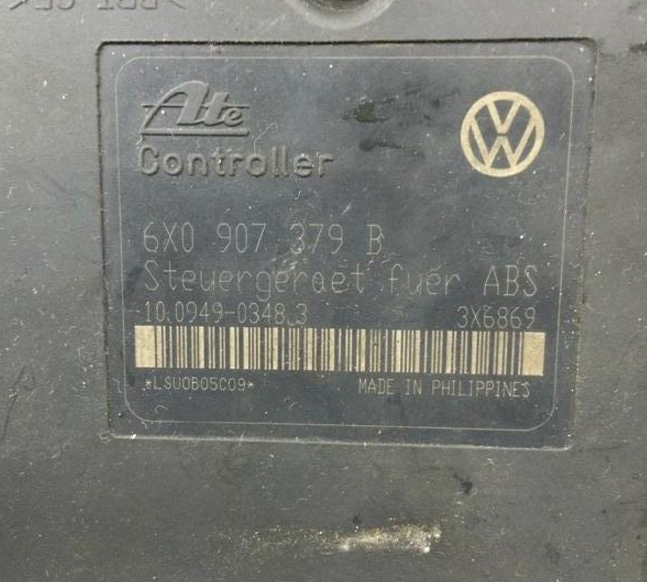 Ate
Controller
6X0 907 379 B
Steuergeraet fuer ABS
10.0949-0348.3 3X6869
*LSU0B05C09*
MADE IN PHILIPPINES